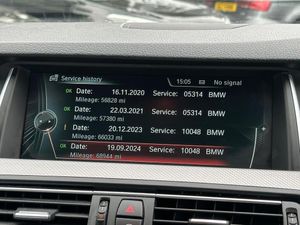 Service history
15:05 No signal
OK Date: 16.11.2020 Service: 05314 BMW
Mileage: 56828 mi
OK Date: 22.03.2021 Service: 05314 BMW
Mileage: 57380 mi
! Date: 20.12.2023 Service: 10048 BMW
Mileage: 66033 mi
OK Date: 19.09.2024 Service: 10048 BMW
Mileage: 68944 mi